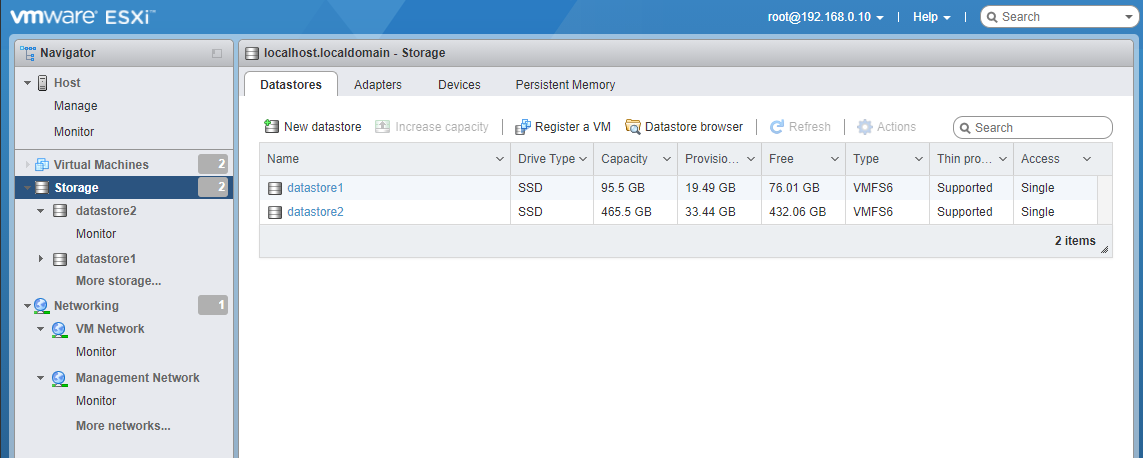 vmware ESXi™
root@192.168.0.10 | Help | Search
Navigator
Host
Manage
Monitor
Virtual Machines 2
Storage 2
datastore2
Monitor
datastore1
More storage...
Networking 1
VM Network
Monitor
Management Network
Monitor
More networks...
localhost.localdomain - Storage
Datastores Adapters Devices Persistent Memory
New datastore Increase capacity | Register a VM Datastore browser | Refresh | Actions Search
Name Drive Type Capacity Provisio... Free Type Thin pro... Access
datastore1 SSD 95.5 GB 19.49 GB 76.01 GB VMFS6 Supported Single
datastore2 SSD 465.5 GB 33.44 GB 432.06 GB VMFS6 Supported Single
2 items